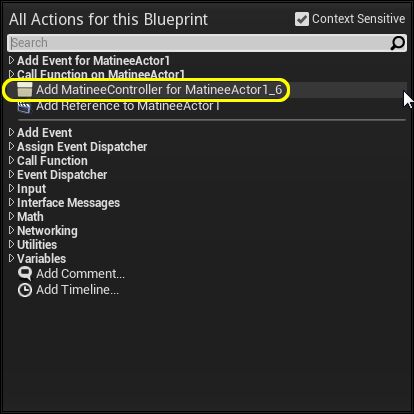 All Actions for this Blueprint
Context Sensitive
Search
Add Event for MatineeActor1
Call Function on MatineeActor1
Add MatineeController for MatineeActor1_6
Add Reference to MatineeActor1
Add Event
Assign Event Dispatcher
Call Function
Event Dispatcher
Input
Interface Messages
Math
Networking
Utilities
Variables
Add Comment...
Add Timeline...